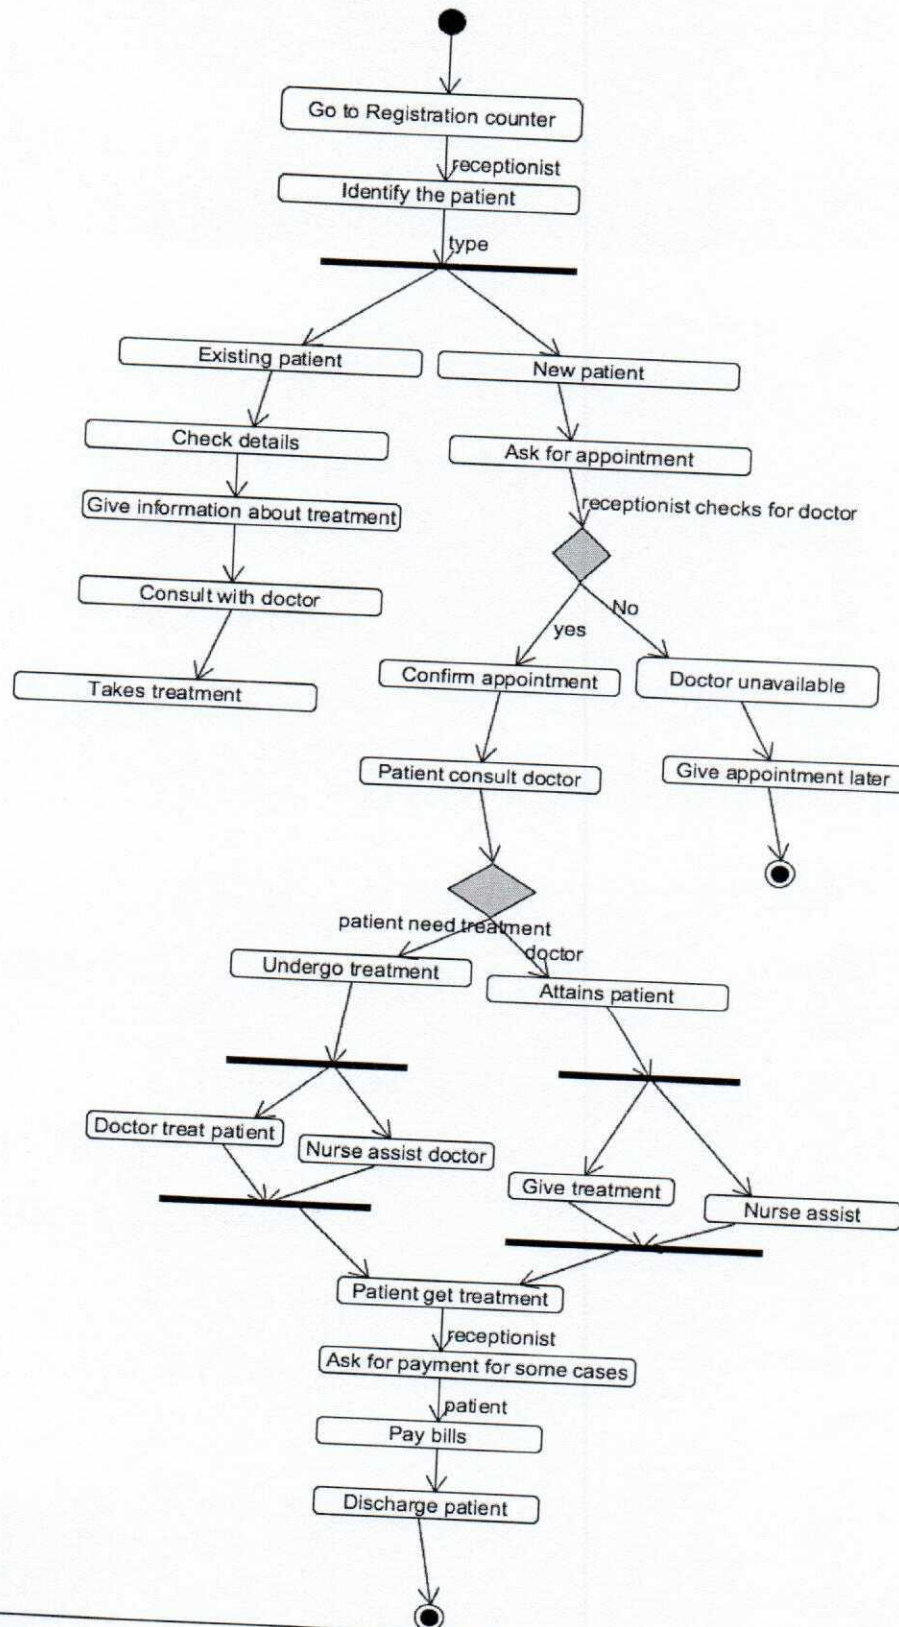 Go to Registration counter
receptionist
Identify the patient
type
Existing patient
New patient
Check details
Ask for appointment
Give information about treatment
receptionist checks for doctor
Consult with doctor
No
yes
Takes treatment
Confirm appointment
Doctor unavailable
Patient consult doctor
Give appointment later
patient need treatment
doctor
Undergo treatment
Attains patient
Doctor treat patient
Nurse assist doctor
Give treatment
Nurse assist
Patient get treatment
receptionist
Ask for payment for some cases
patient
Pay bills
Discharge patient